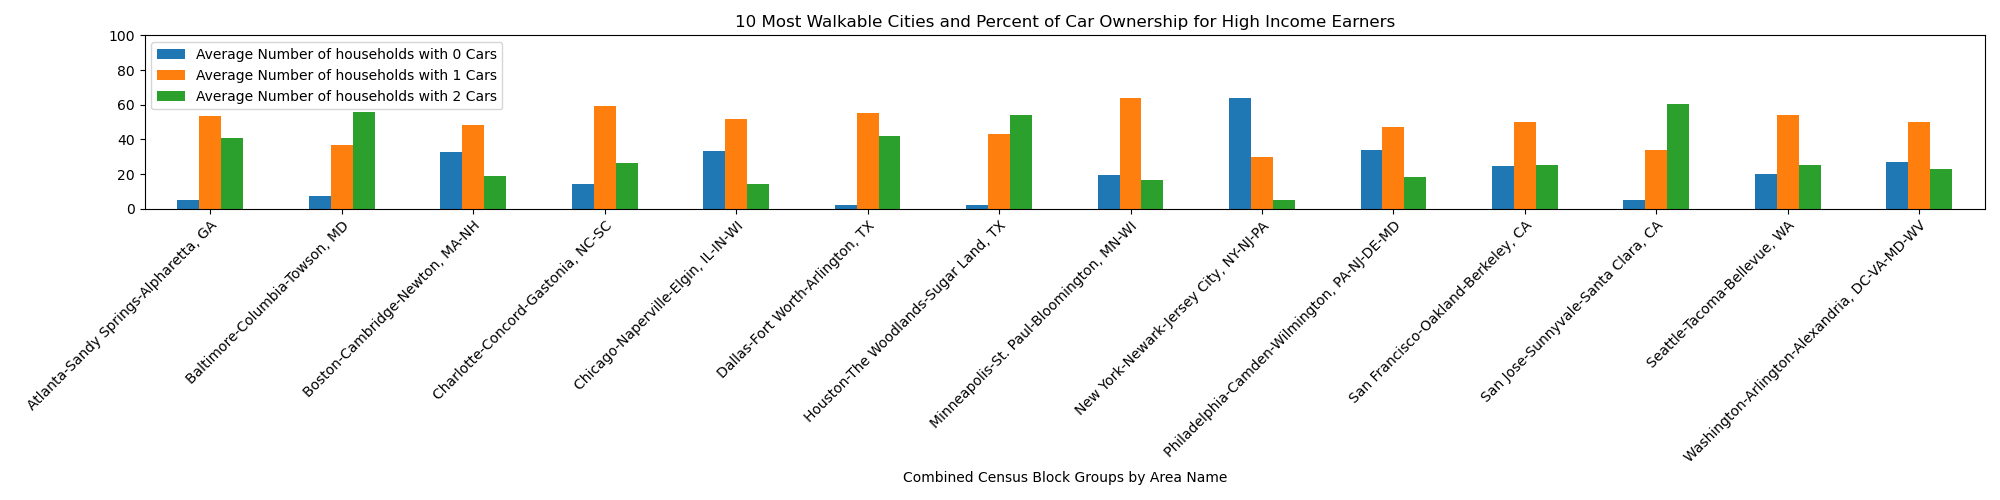 10 Most Walkable Cities and Percent of Car Ownership for High Income Earners
100
80
60
40
20
0
Average Number of households with 0 Cars
Average Number of households with 1 Cars
Average Number of households with 2 Cars
Atlanta-Sandy Springs-Alpharetta, GA
Baltimore-Columbia-Towson, MD
Boston-Cambridge-Newton, MA-NH
Charlotte-Concord-Gastonia, NC-SC
Chicago-Naperville-Elgin, IL-IN-WI
Dallas-Fort Worth-Arlington, TX
Houston-The Woodlands-Sugar Land, TX
Minneapolis-St. Paul-Bloomington, MN-WI
New York-Newark-Jersey City, NY-NJ-PA
Philadelphia-Camden-Wilmington, PA-NJ-DE-MD
San Francisco-Oakland-Berkeley, CA
San Jose-Sunnyvale-Santa Clara, CA
Seattle-Tacoma-Bellevue, WA
Washington-Arlington-Alexandria, DC-VA-MD-WV
Combined Census Block Groups by Area Name